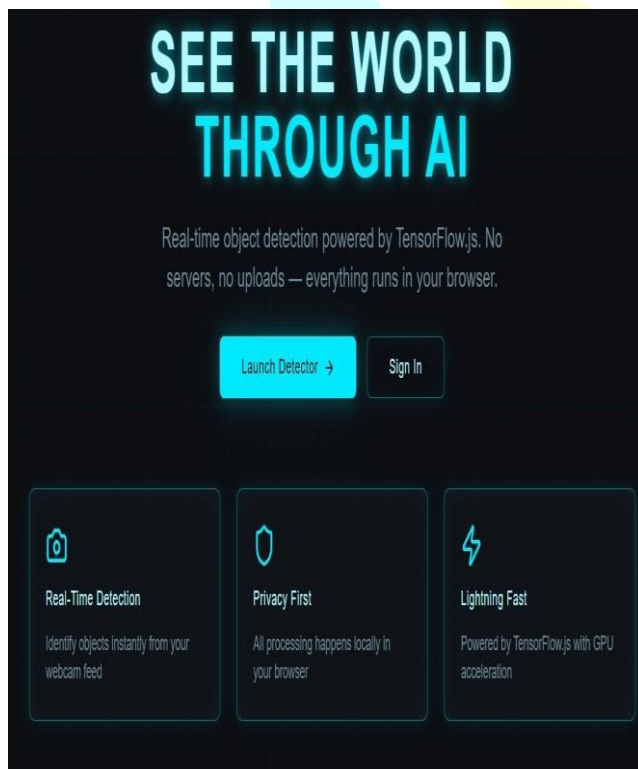 SEE THE WORLD
THROUGH AI
Real-time object detection powered by TensorFlow.js. No
servers, no uploads — everything runs in your browser.
Launch Detector →
Sign In
Real-Time Detection
Identify objects instantly from your
webcam feed
Privacy First
All processing happens locally in
your browser
Lightning Fast
Powered by TensorFlow.js with GPU
acceleration